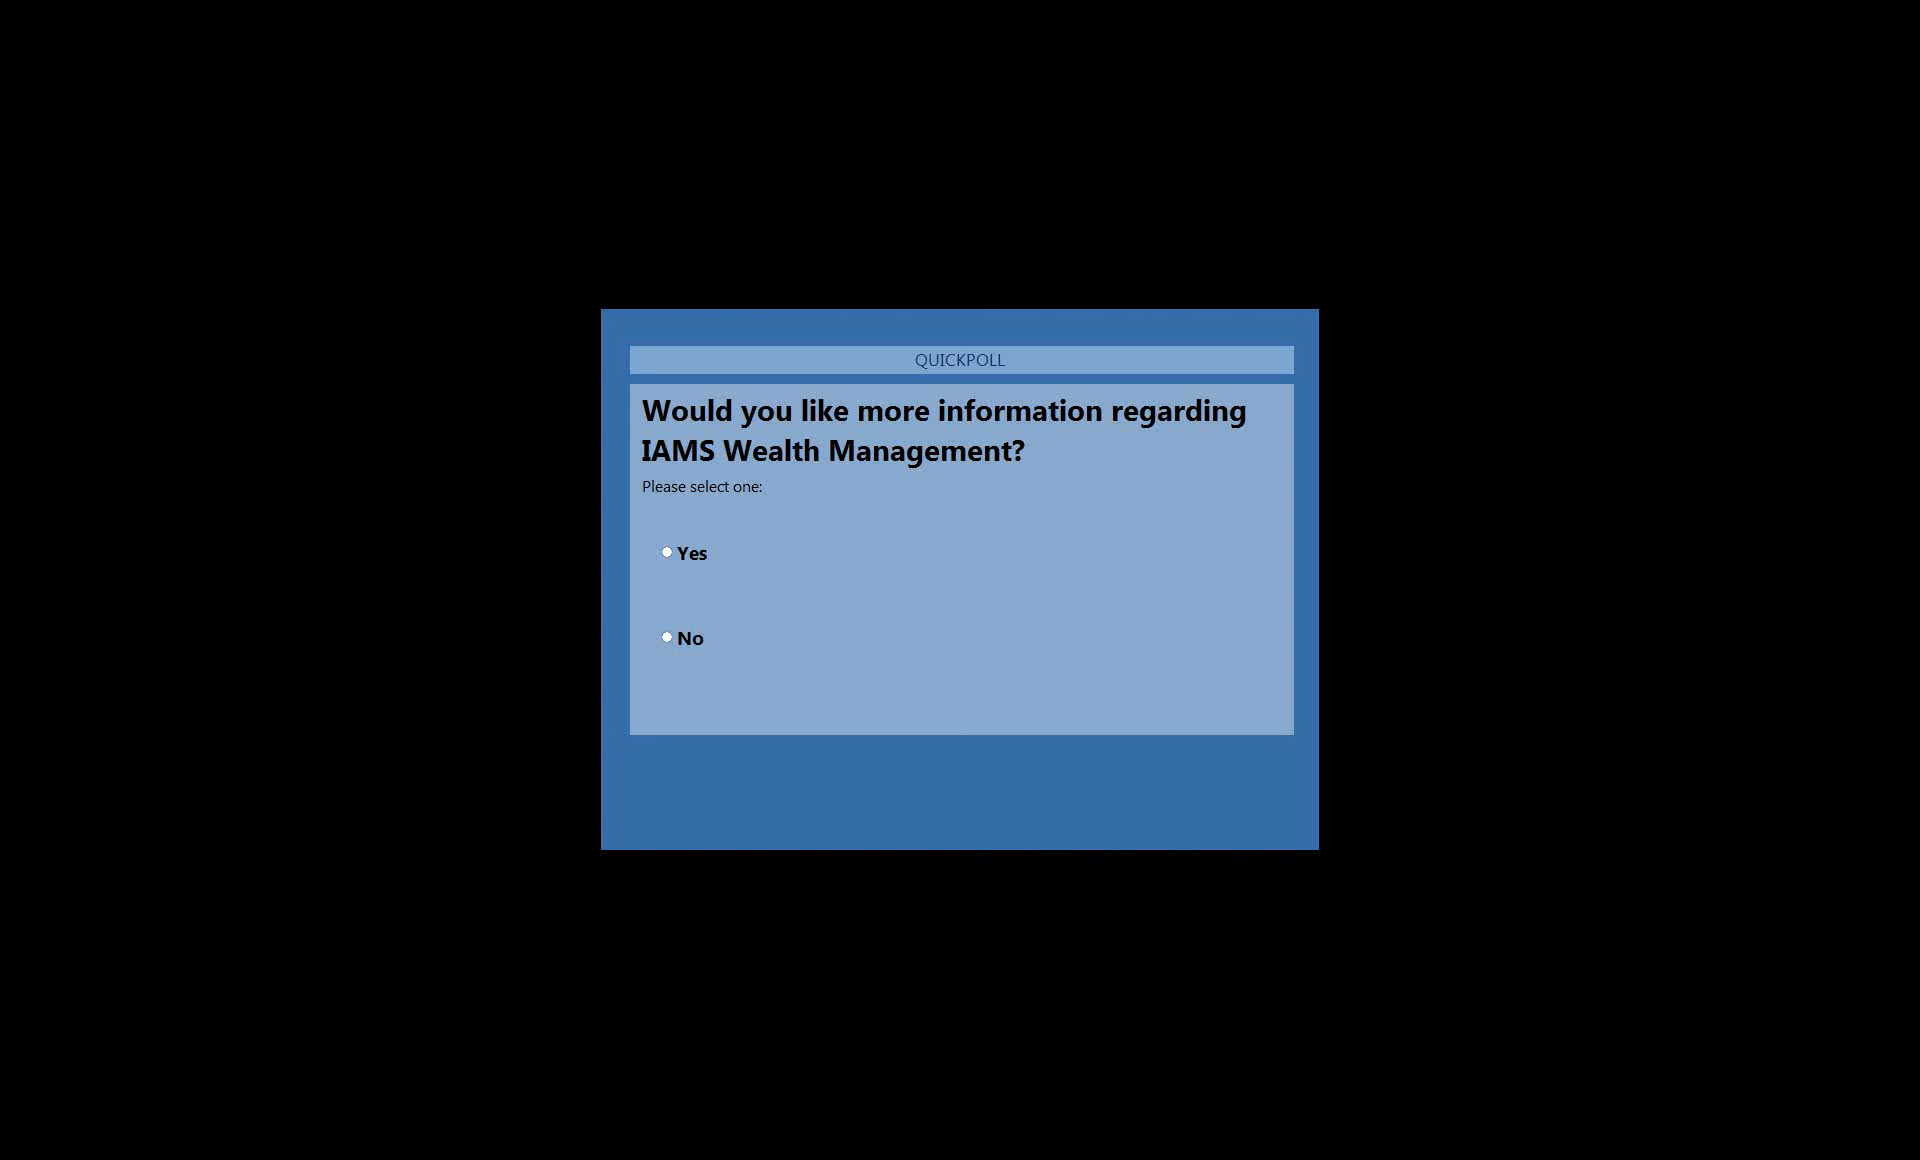 QUICKPOLL
Would you like more information regarding
IAMS Wealth Management?
Please select one:
Yes
No